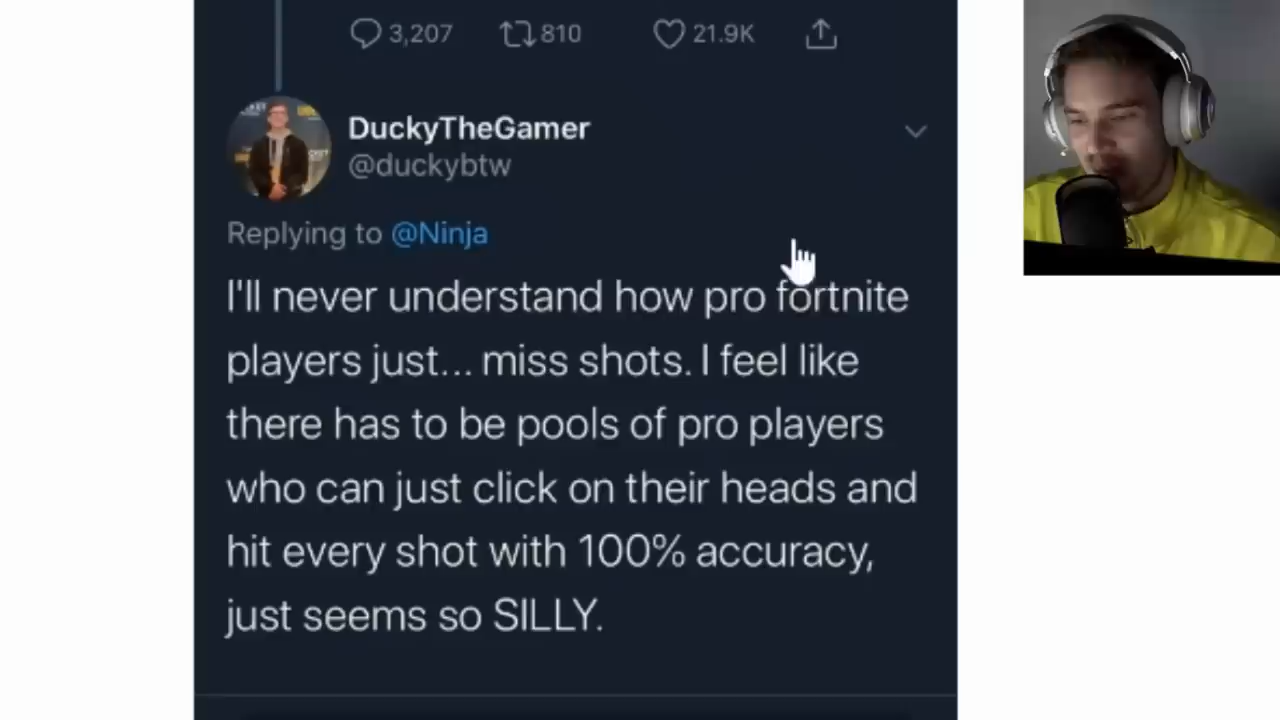 3,207 810 21.9K
DuckyTheGamer
@duckybtw
Replying to @Ninja
I'll never understand how pro fortnite
players just... miss shots. I feel like
there has to be pools of pro players
who can just click on their heads and
hit every shot with 100% accuracy,
just seems so SILLY.